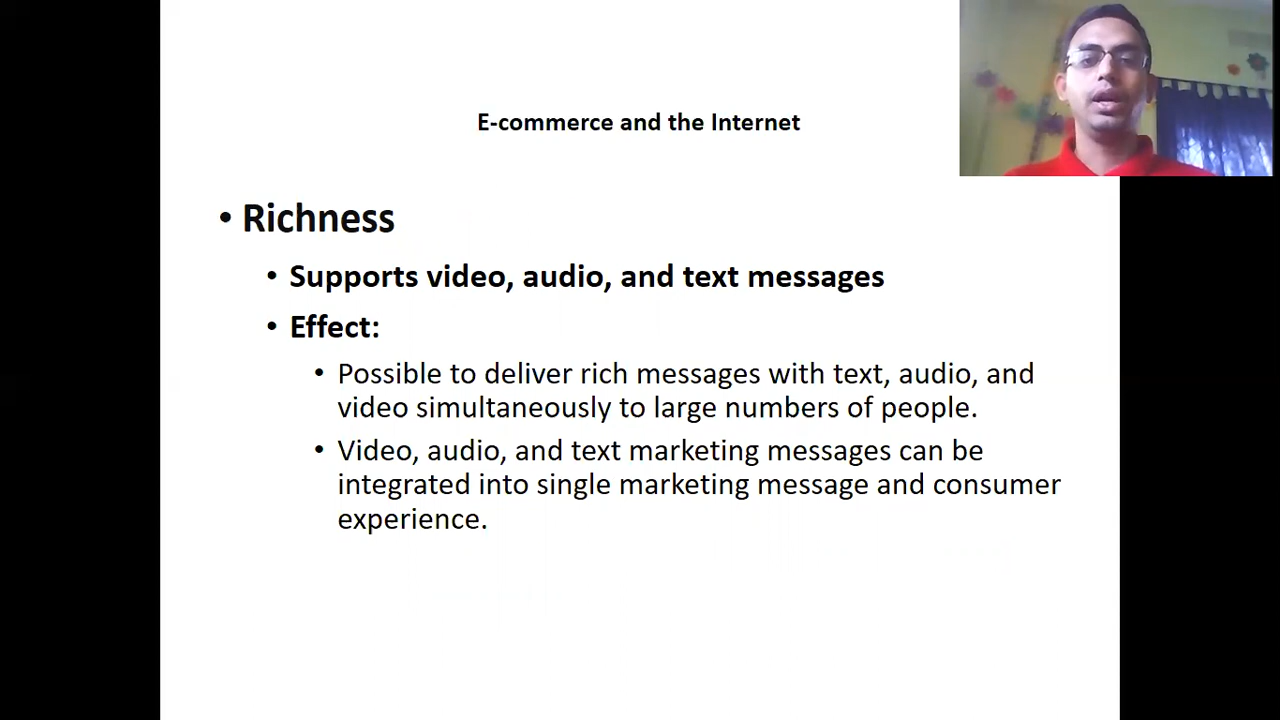 E-commerce and the Internet
• Richness
• Supports video, audio, and text messages
• Effect:
• Possible to deliver rich messages with text, audio, and
video simultaneously to large numbers of people.
• Video, audio, and text marketing messages can be
integrated into single marketing message and consumer
experience.